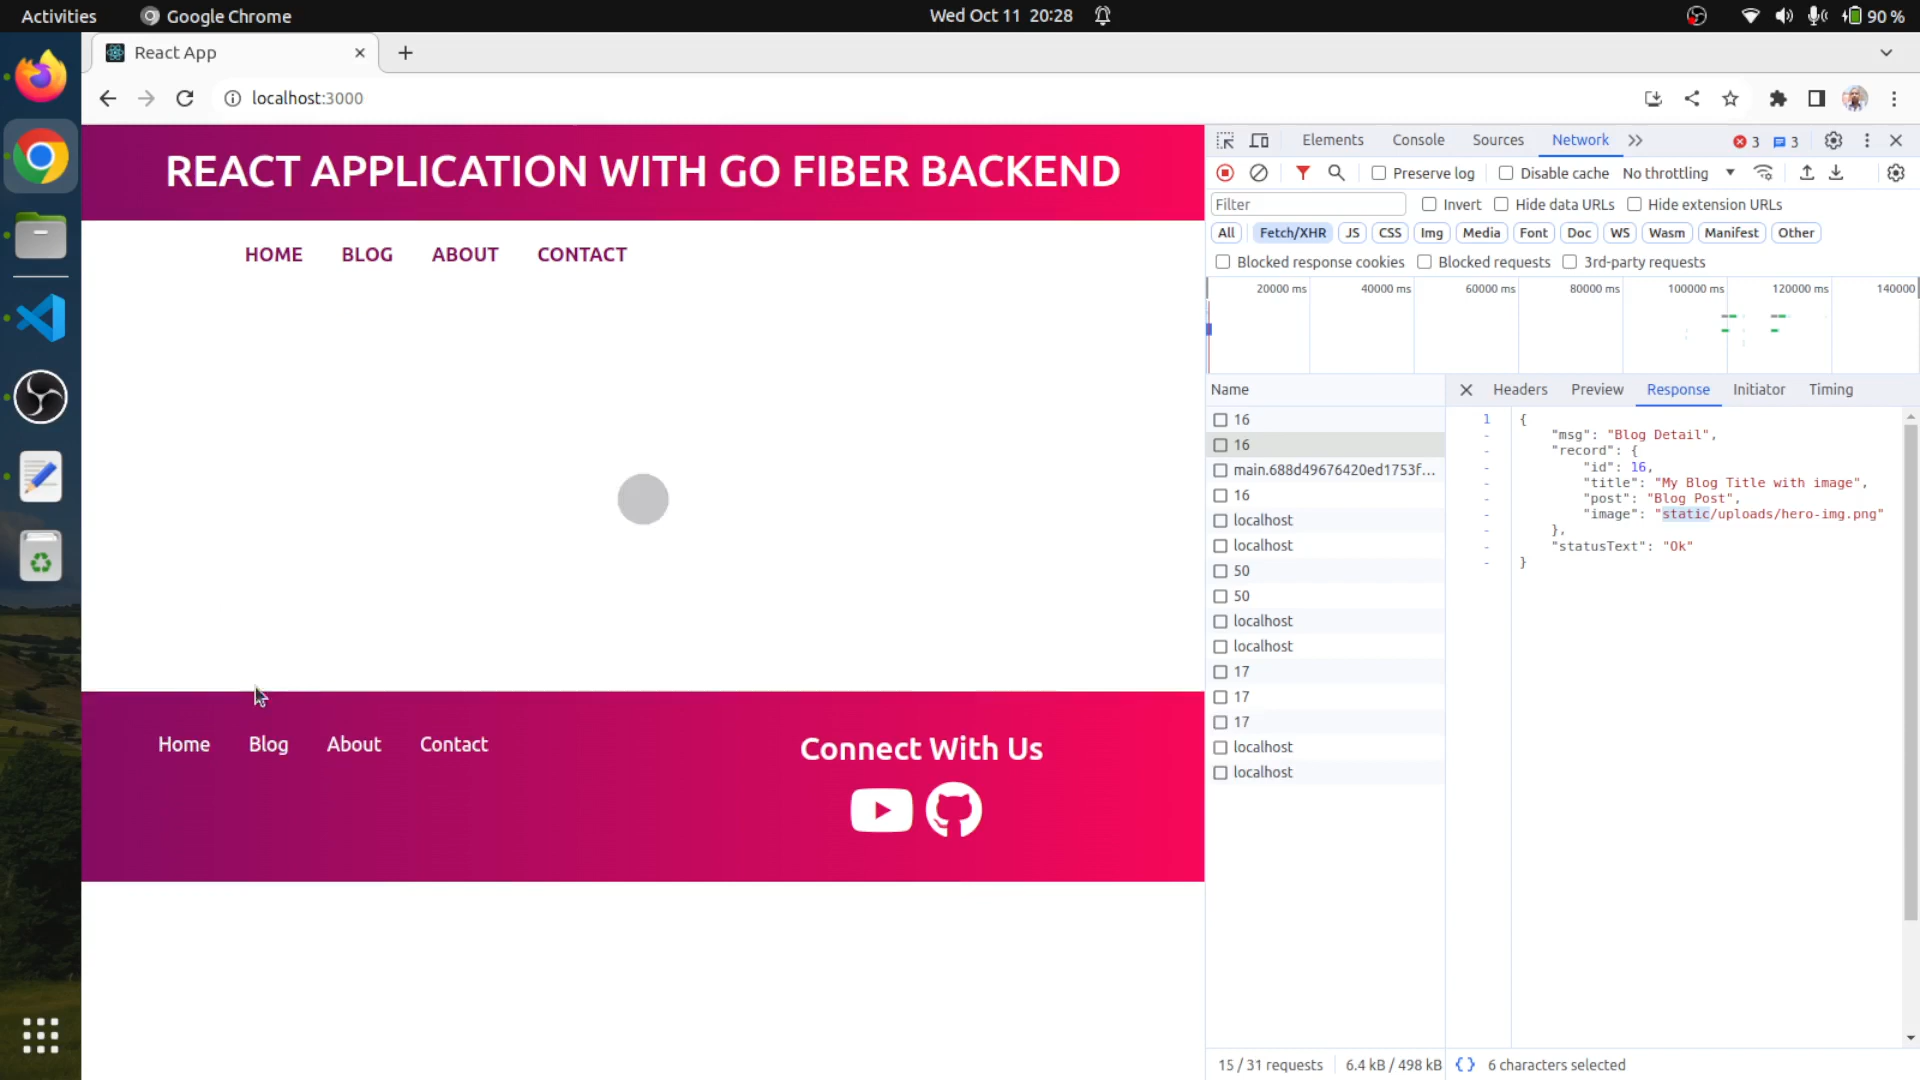 Activities
Google Chrome
Wed Oct 11 20:28
90 %
React App
localhost:3000
REACT APPLICATION WITH GO FIBER BACKEND
HOME BLOG ABOUT CONTACT
Home Blog About Contact
Connect With Us
Elements Console Sources Network 3 3
Preserve log Disable cache No throttling
Filter Invert Hide data URLs Hide extension URLs
All Fetch/XHR JS CSS Img Media Font Doc WS Wasm Manifest Other
Blocked response cookies Blocked requests 3rd-party requests
20000 ms 40000 ms 60000 ms 80000 ms 100000 ms 120000 ms 140000
Name
16
16
main.688d49676420ed1753f...
16
localhost
localhost
50
50
localhost
localhost
17
17
17
localhost
localhost
Headers Preview Response Initiator Timing
1 {
- "msg": "Blog Detail",
- "record": {
- "id": 16,
- "title": "My Blog Title with image",
- "post": "Blog Post",
- "image": "static/uploads/hero-img.png"
- },
- "statusText": "Ok"
- }
15 / 31 requests 6.4 kB / 498 kB {} 6 characters selected